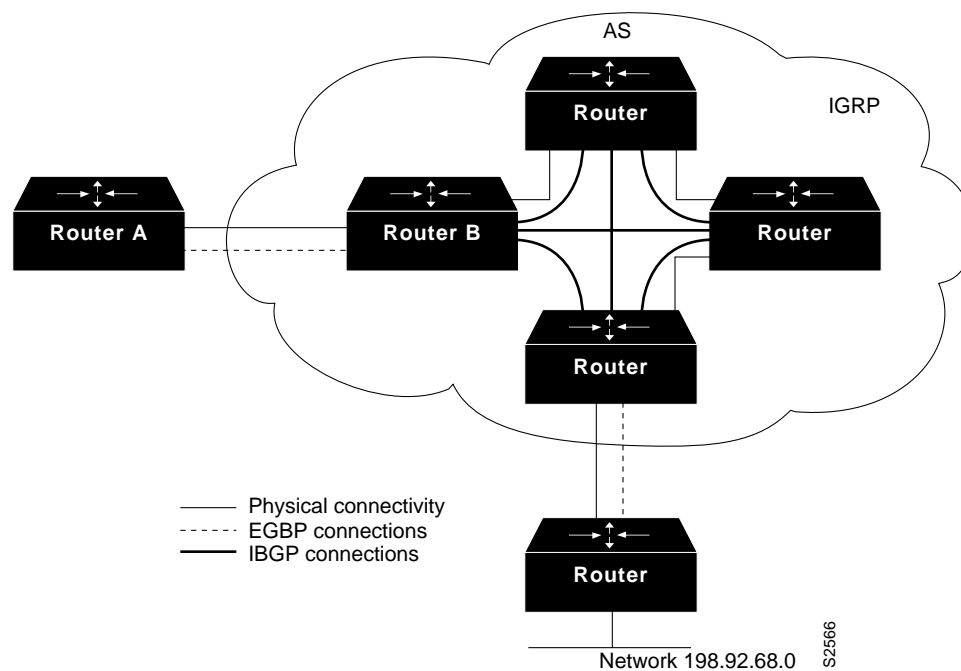 AS
Router
IGRP
Router A
Router B
Router
Router
Physical connectivity
EGBP connections
IBGP connections
Router
Network 198.92.68.0
S2566